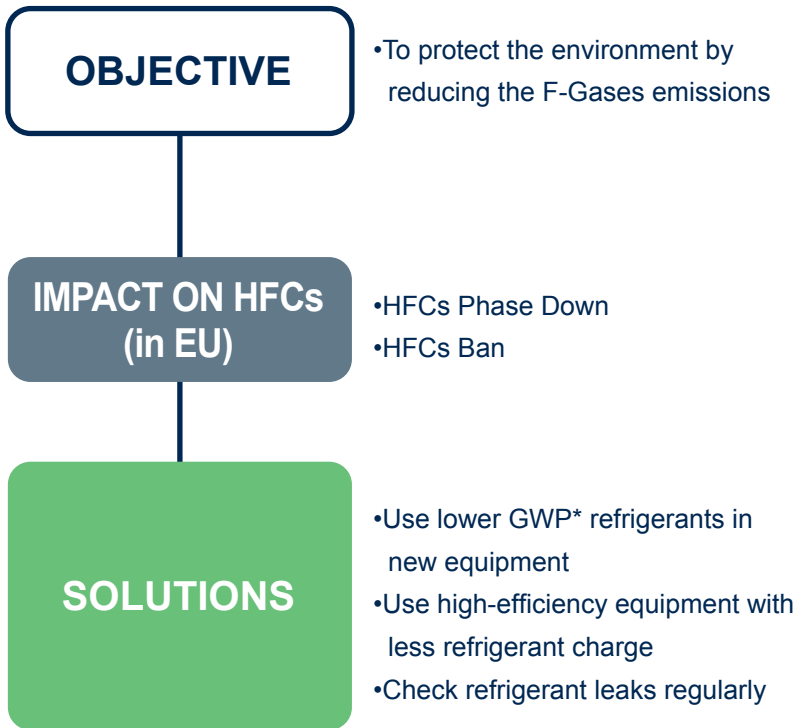 OBJECTIVE
•To protect the environment by
reducing the F-Gases emissions
IMPACT ON HFCs
(in EU)
•HFCs Phase Down
•HFCs Ban
SOLUTIONS
•Use lower GWP* refrigerants in
new equipment
•Use high-efficiency equipment with
less refrigerant charge
•Check refrigerant leaks regularly